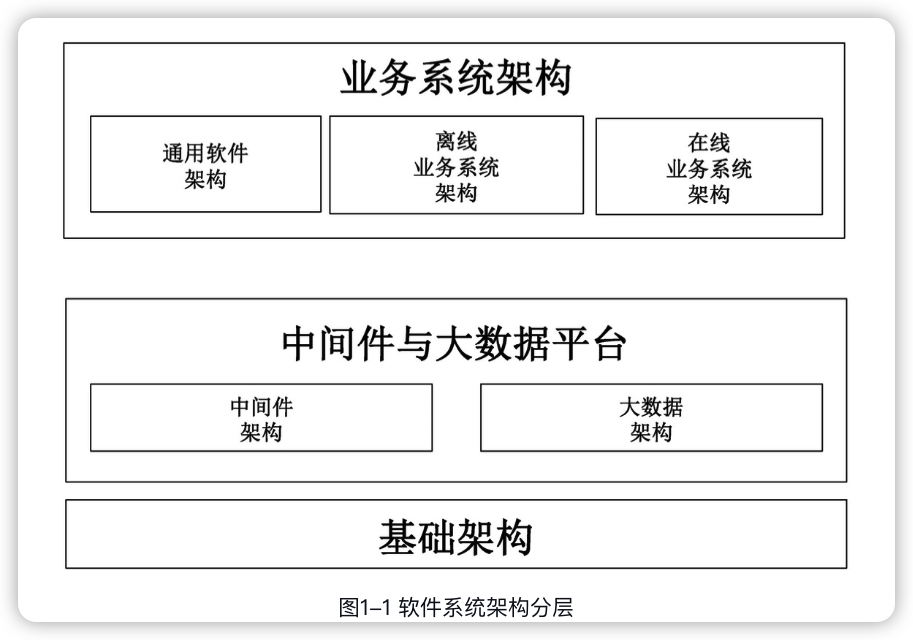 业务系统架构
通用软件
架构
离线
业务系统
架构
在线
业务系统
架构
中间件与大数据平台
中间件
架构
大数据
架构
基础架构
图1–1 软件系统架构分层